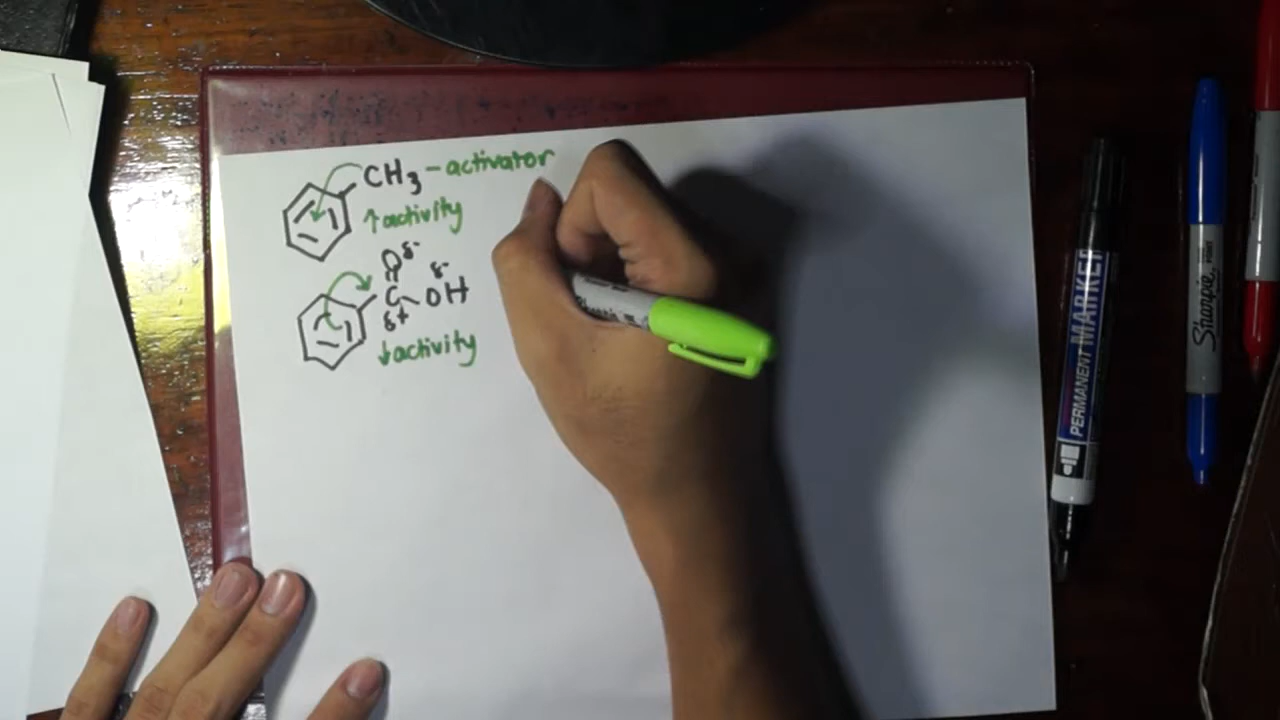 CH3 - activator
↑ activity
O δ-
C OH δ-
δ+
↓ activity
PERMANENT MARKER
Sharpie